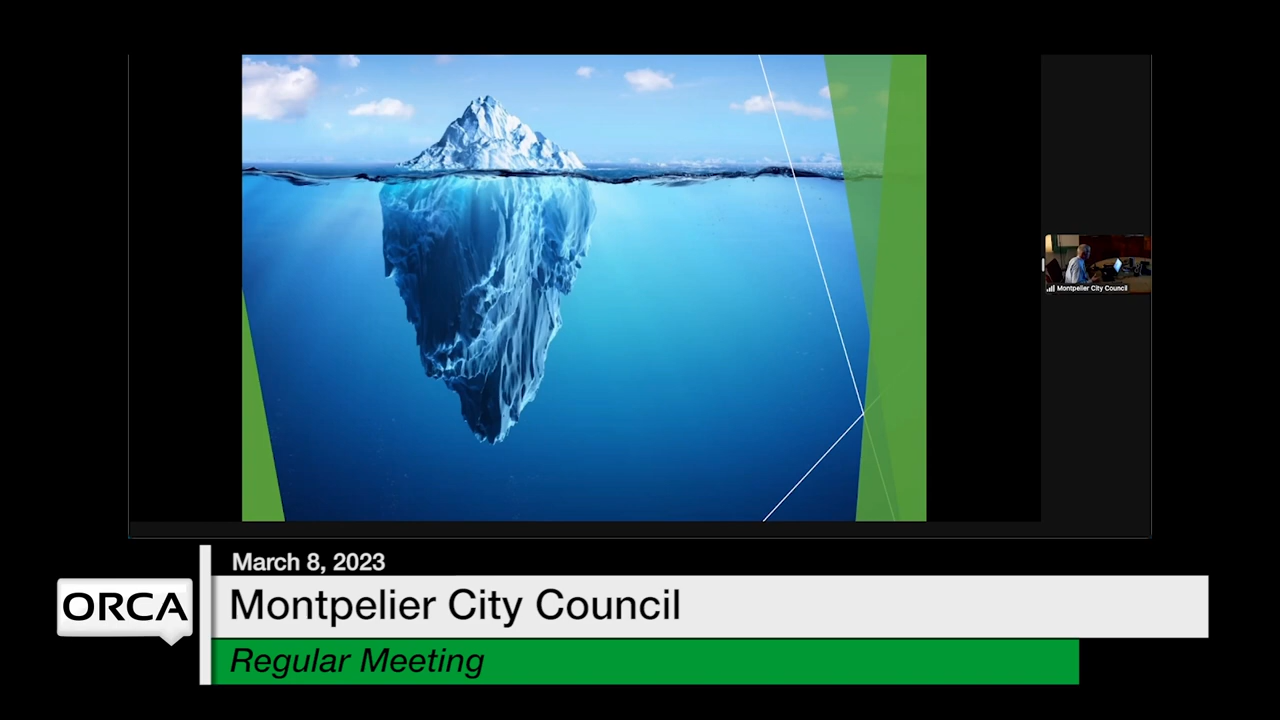 Montpelier City Council
March 8, 2023
ORCA
Montpelier City Council
Regular Meeting